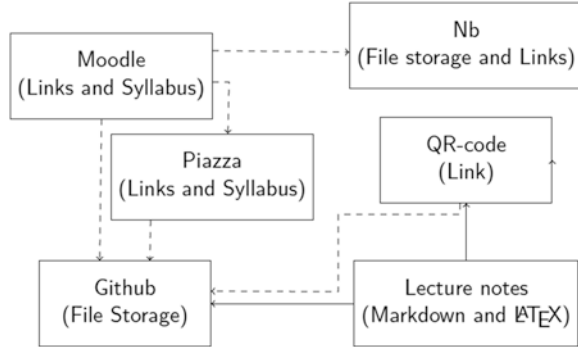 Moodle
(Links and Syllabus)
Nb
(File storage and Links)
Piazza
(Links and Syllabus)
QR-code
(Link)
Github
(File Storage)
Lecture notes
(Markdown and LATEX)